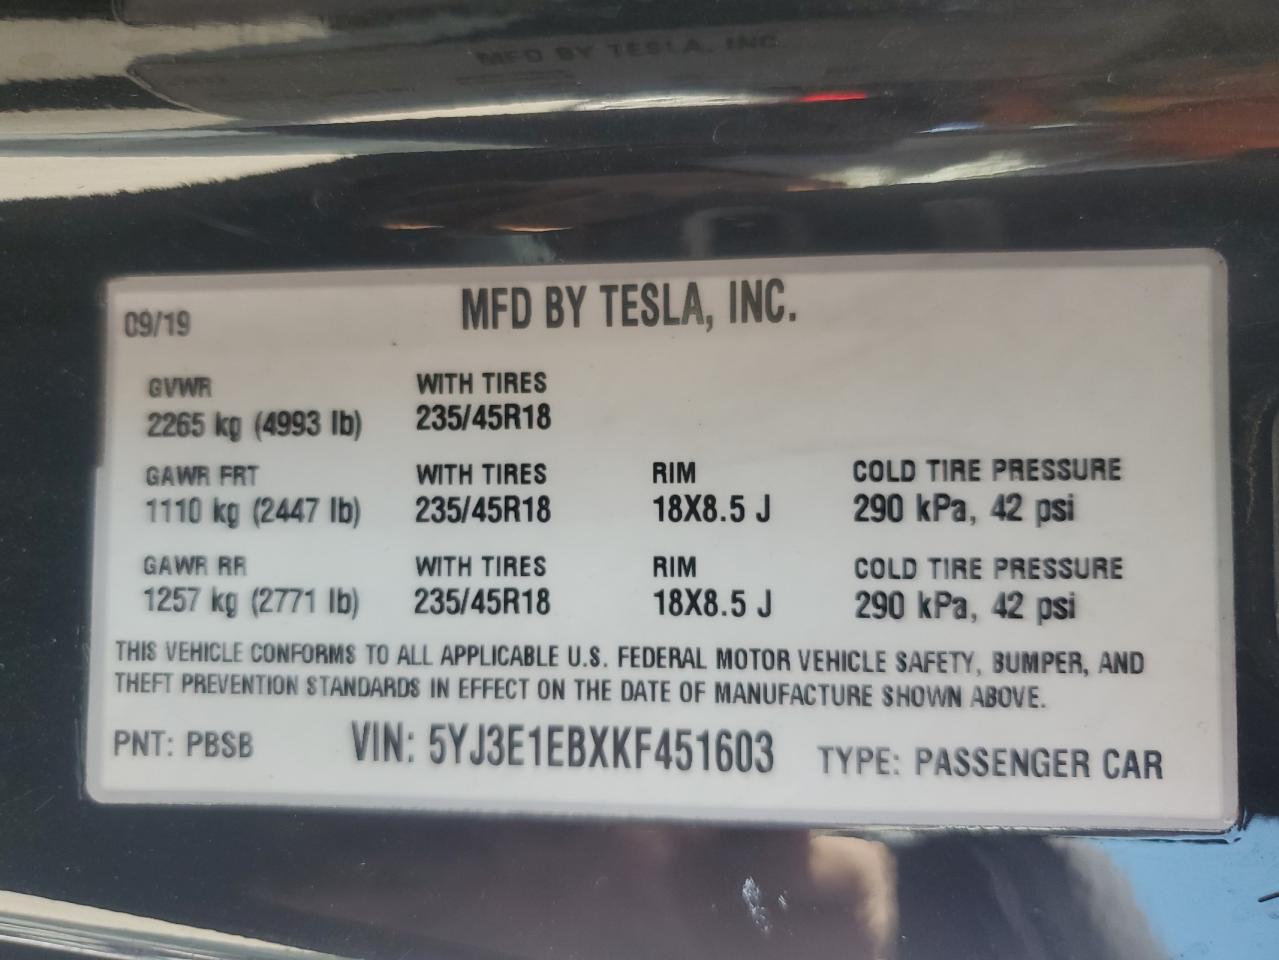 MFD BY TESLA, INC.
09/19 MFD BY TESLA, INC.
GVWR WITH TIRES
2265 kg (4993 lb) 235/45R18
GAWR FRT WITH TIRES RIM COLD TIRE PRESSURE
1110 kg (2447 lb) 235/45R18 18X8.5 J 290 kPa, 42 psi
GAWR RR WITH TIRES RIM COLD TIRE PRESSURE
1257 kg (2771 lb) 235/45R18 18X8.5 J 290 kPa, 42 psi
THIS VEHICLE CONFORMS TO ALL APPLICABLE U.S. FEDERAL MOTOR VEHICLE SAFETY, BUMPER, AND
THEFT PREVENTION STANDARDS IN EFFECT ON THE DATE OF MANUFACTURE SHOWN ABOVE.
PNT: PBSB VIN: 5YJ3E1EBXKF451603 TYPE: PASSENGER CAR